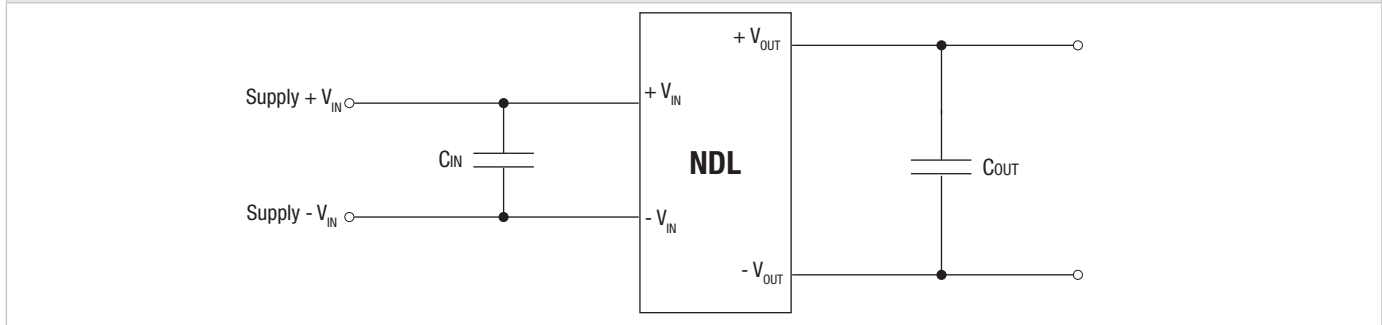 + VOUT
Supply + VIN
+ VIN
CIN
NDL
COUT
Supply - VIN
- VIN
- VOUT